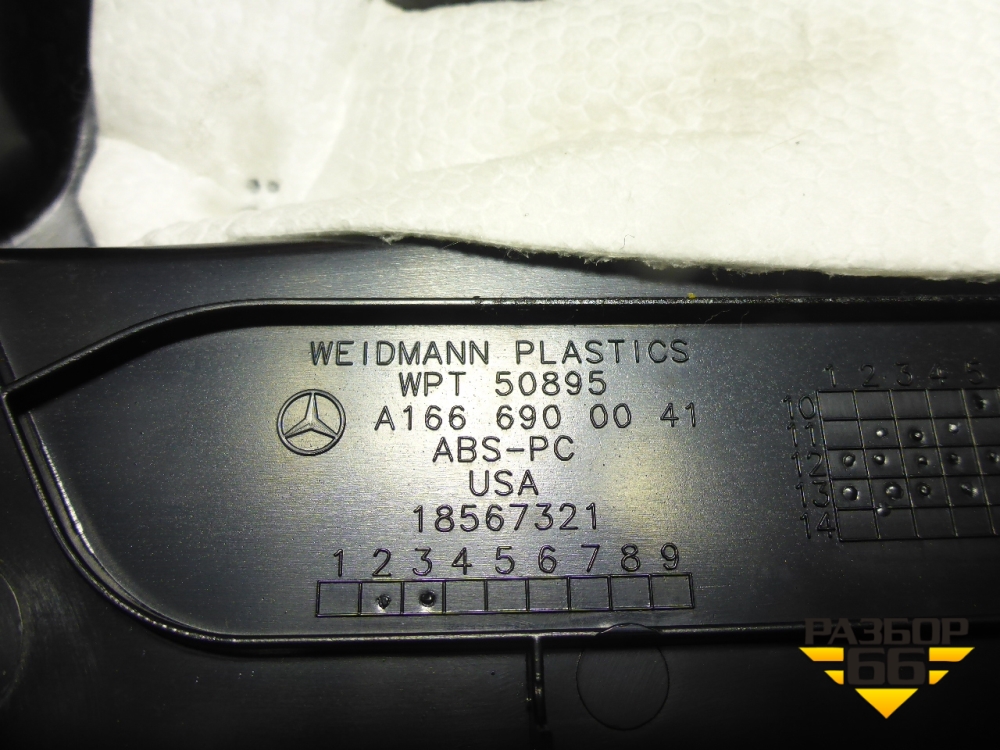 WEIDMANN PLASTICS
WPT 50895
A166 690 00 41
ABS-PC
USA
18567321
1 2 3 4 5 6 7 8 9
1 2 3 4 5
10
11
12
13
14
РАЗБОР
66